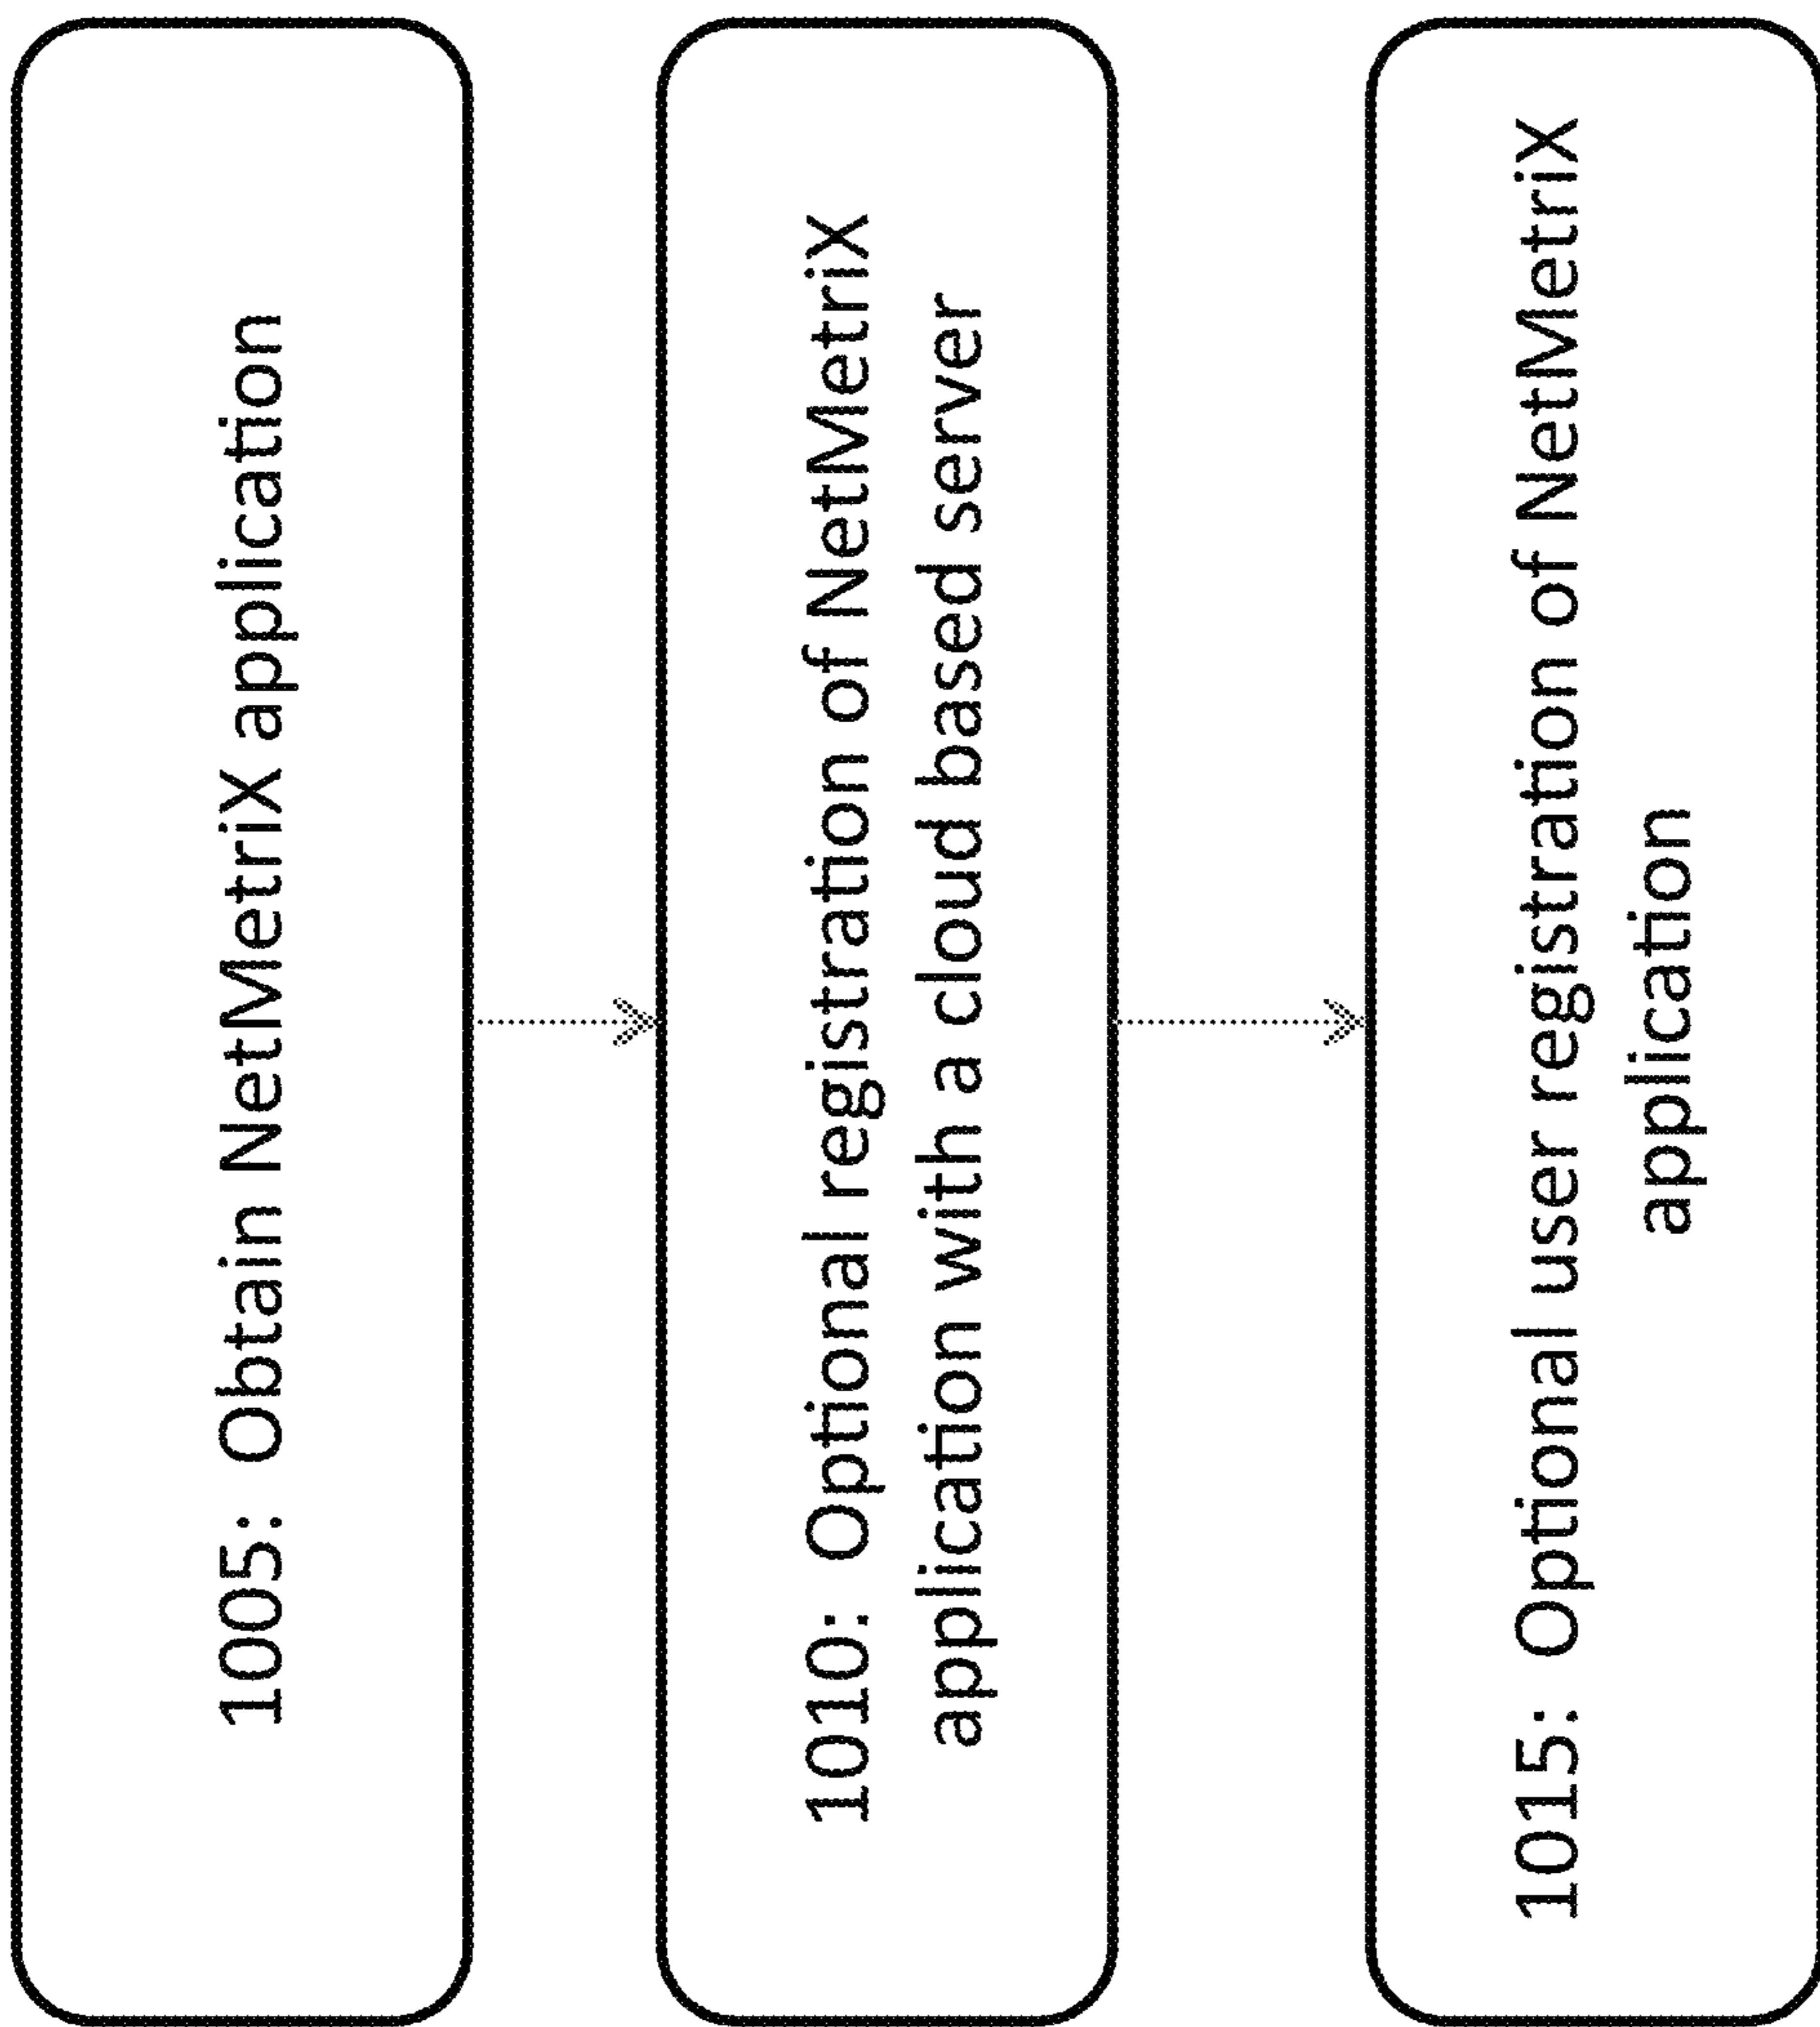 1005: Obtain NetMetriX application
1010: Optional registration of NetMetriX
application with a cloud based server
1015: Optional user registration of NetMetriX
application